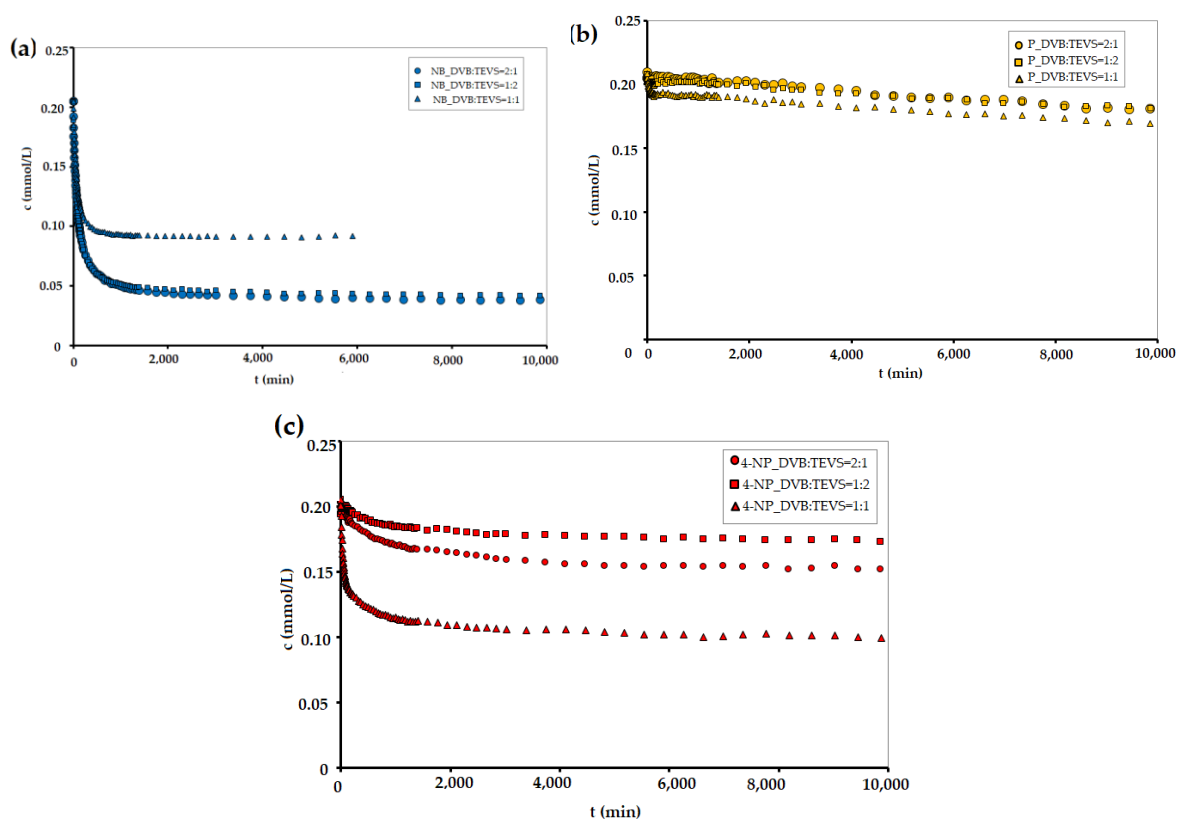 (a)
0.25
0.20
0.15
0.10
0.05
0
c (mmol/L)
NB_DVB:TEVS=2:1
NB_DVB:TEVS=1:2
NB_DVB:TEVS=1:1
0
2,000
4,000
6,000
8,000
10,000
t (min)
(b)
0.25
0.20
0.15
0.10
0.05
0
c (mmol/L)
P_DVB:TEVS=2:1
P_DVB:TEVS=1:2
P_DVB:TEVS=1:1
0
2,000
4,000
6,000
8,000
10,000
t (min)
(c)
0.25
0.20
0.15
0.10
0.05
0
c (mmol/L)
4-NP_DVB:TEVS=2:1
4-NP_DVB:TEVS=1:2
4-NP_DVB:TEVS=1:1
0
2,000
4,000
6,000
8,000
10,000
t (min)